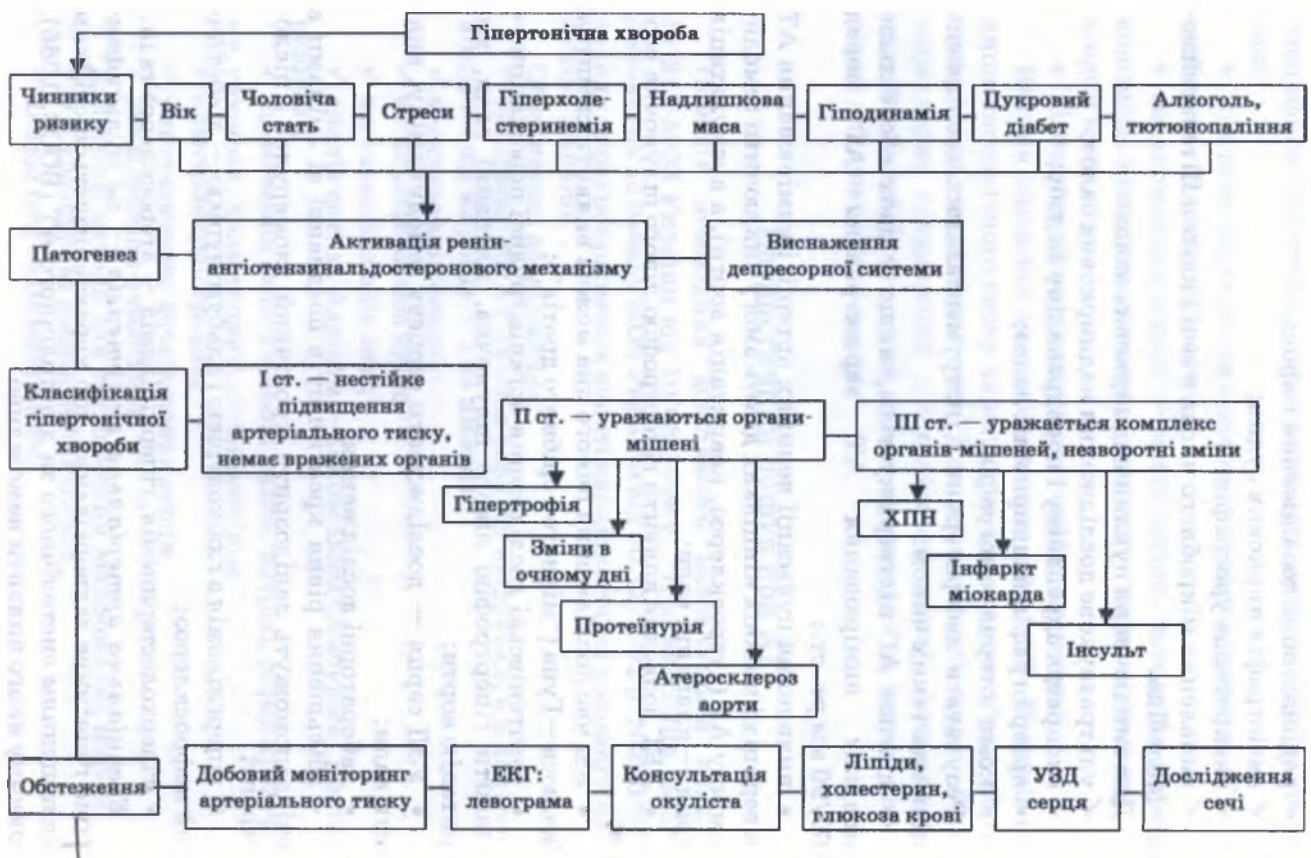 Гіпертонічна хвороба
Чинники
ризику
Вік
Чоловіча
стать
Стреси
Гіперхоле-
стеринемія
Надлишкова
маса
Гіподинамія
Цукровий
діабет
Алкоголь,
тютюнопаління
Патогенез
Активація ренін-
ангіотензинальдостеронового механізму
Виснаження
депресорної системи
Класифікація
гіпертонічної
хвороби
I ст. — нестійке
підвищення
артеріального тиску,
немає вражених органів
II ст. — уражаються органи-
мішені
III ст. — уражається комплекс
органів-мішеней, незворотні зміни
Гіпертрофія
Зміни в
очному дні
Протеїнурія
Атеросклероз
аорти
ХПН
Інфаркт
міокарда
Інсульт
Обстеження
Добовий моніторинг
артеріального тиску
ЕКГ:
левограма
Консультація
окуліста
Ліпіди,
холестерин,
глюкоза крові
УЗД
серця
Дослідження
сечі